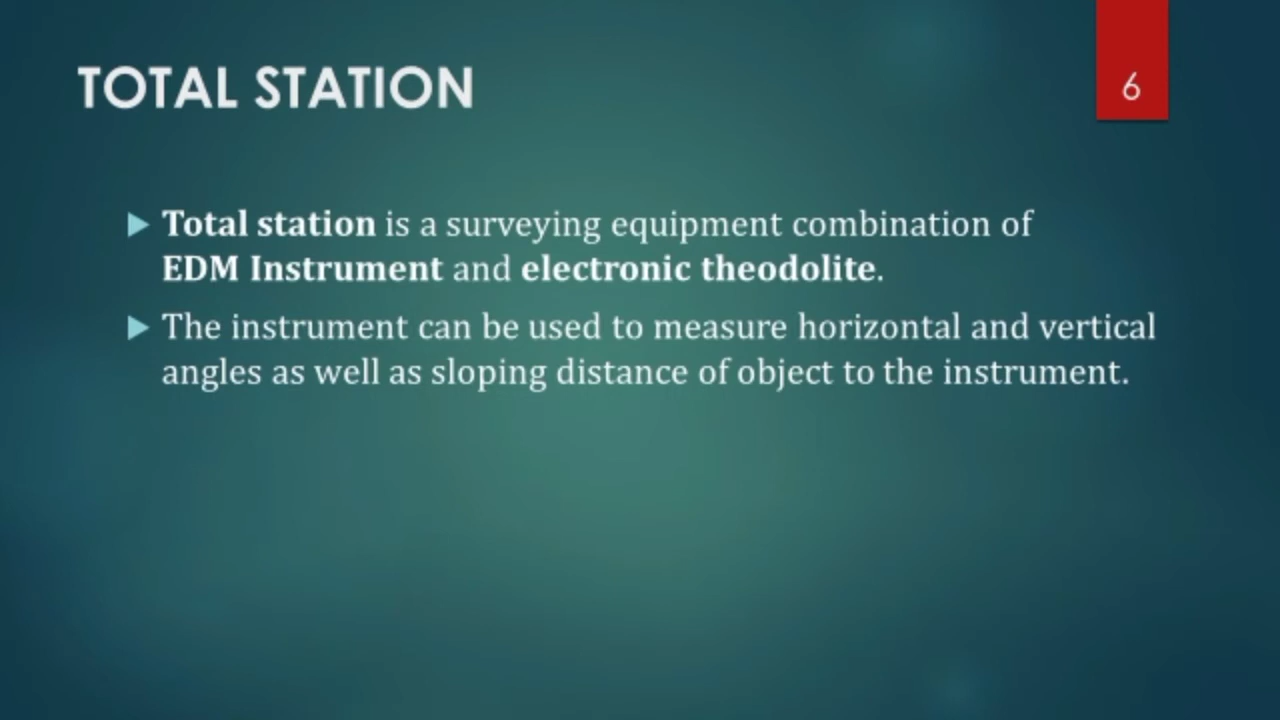 TOTAL STATION
6
Total station is a surveying equipment combination of
EDM Instrument and electronic theodolite.
The instrument can be used to measure horizontal and vertical
angles as well as sloping distance of object to the instrument.